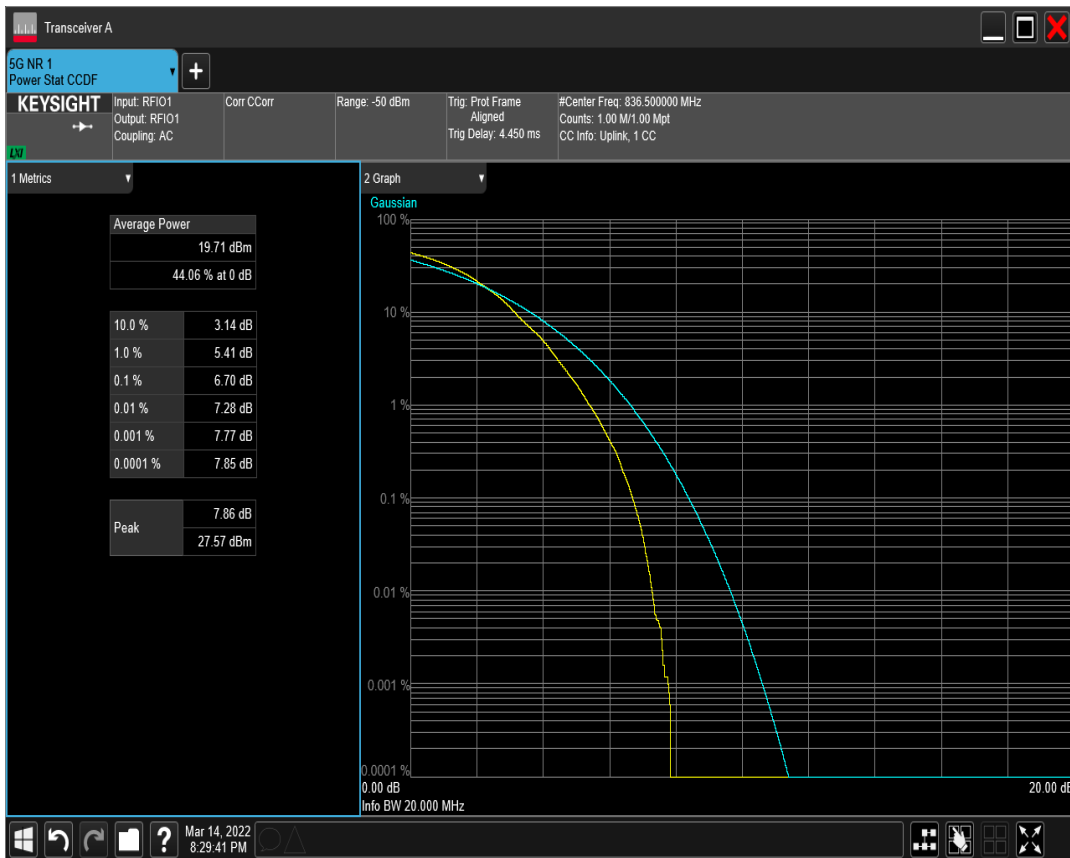 Transceiver A
5G NR 1
Power Stat CCDF
KEYSIGHT
LXI
Input: RFIO1
Output: RFIO1
Coupling: AC
Corr CCorr
Range: -50 dBm
Trig: Prot Frame
Aligned
Trig Delay: 4.450 ms
#Center Freq: 836.500000 MHz
Counts: 1.00 M/1.00 Mpt
CC Info: Uplink, 1 CC
1 Metrics
Average Power
19.71 dBm
44.06 % at 0 dB
10.0 % 3.14 dB
1.0 % 5.41 dB
0.1 % 6.70 dB
0.01 % 7.28 dB
0.001 % 7.77 dB
0.0001 % 7.85 dB
Peak
7.86 dB
27.57 dBm
2 Graph
Gaussian
100 %
10 %
1 %
0.1 %
0.01 %
0.001 %
0.0001 %
0.00 dB 20.00 dB
Info BW 20.000 MHz
?
Mar 14, 2022
8:29:41 PM